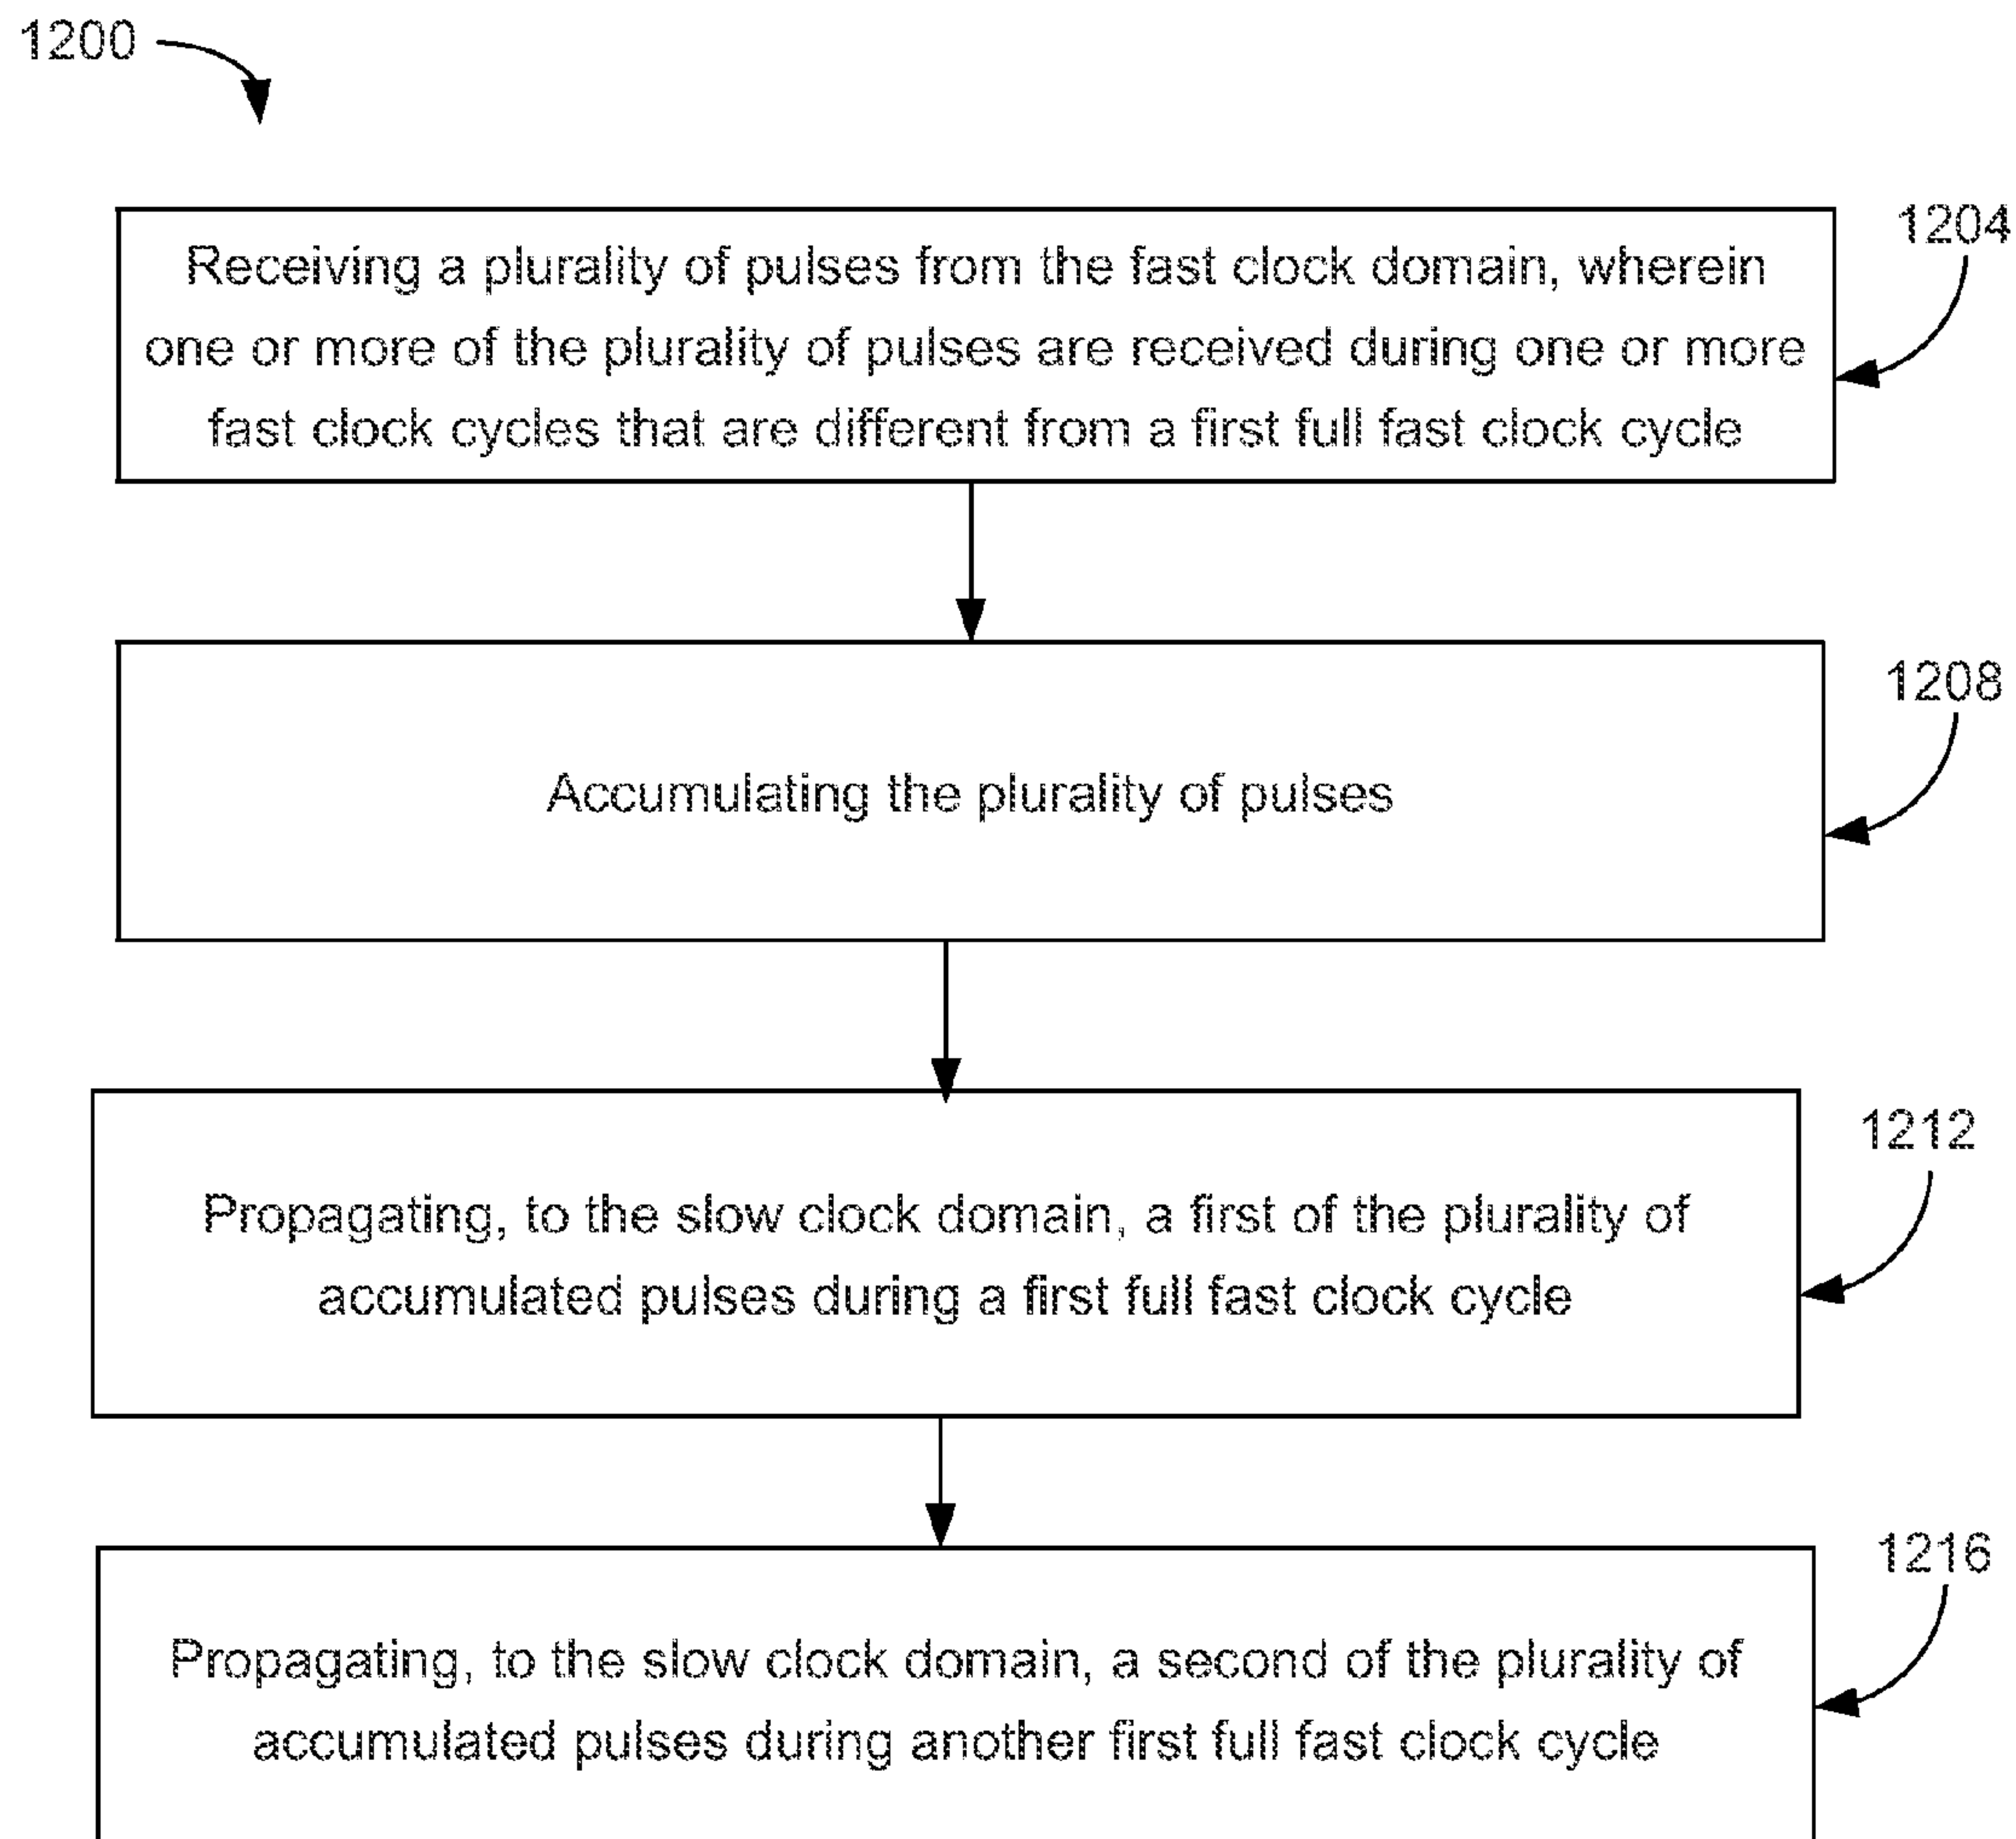 1200
1204
Receiving a plurality of pulses from the fast clock domain, wherein
one or more of the plurality of pulses are received during one or more
fast clock cycles that are different from a first full fast clock cycle
1208
Accumulating the plurality of pulses
1212
Propagating, to the slow clock domain, a first of the plurality of
accumulated pulses during a first full fast clock cycle
1216
Propagating, to the slow clock domain, a second of the plurality of
accumulated pulses during another first full fast clock cycle